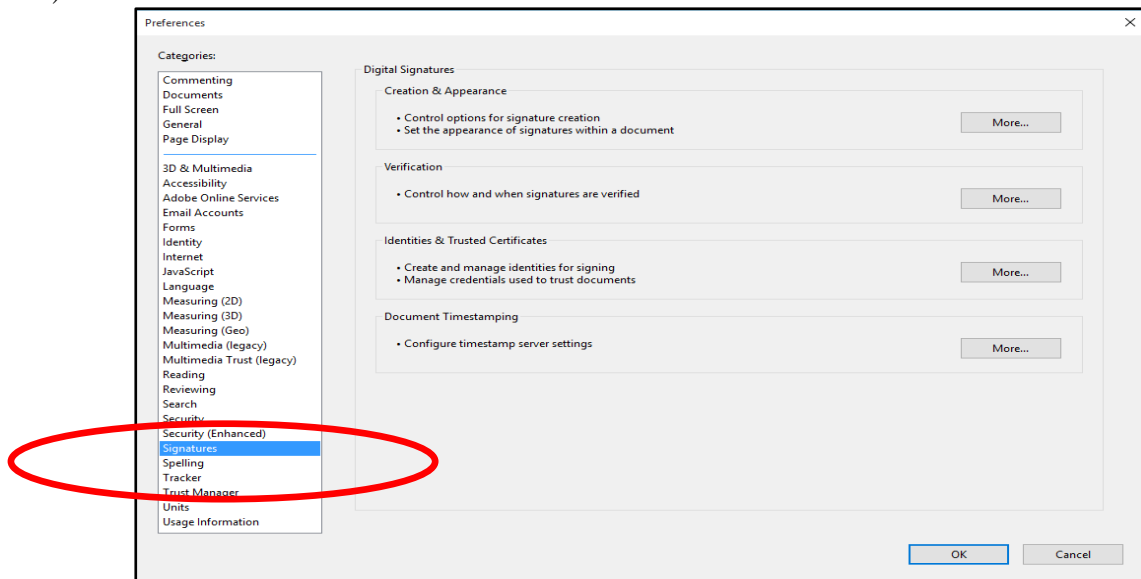 Preferences
Categories:
Commenting
Documents
Full Screen
General
Page Display
3D & Multimedia
Accessibility
Adobe Online Services
Email Accounts
Forms
Identity
Internet
JavaScript
Language
Measuring (2D)
Measuring (3D)
Measuring (Geo)
Multimedia (legacy)
Multimedia Trust (legacy)
Reading
Reviewing
Search
Security
Security (Enhanced)
Signatures
Spelling
Tracker
Trust Manager
Units
Usage Information
Digital Signatures
Creation & Appearance
• Control options for signature creation
• Set the appearance of signatures within a document
More...
Verification
• Control how and when signatures are verified
More...
Identities & Trusted Certificates
• Create and manage identities for signing
• Manage credentials used to trust documents
More...
Document Timestamping
• Configure timestamp server settings
More...
OK
Cancel